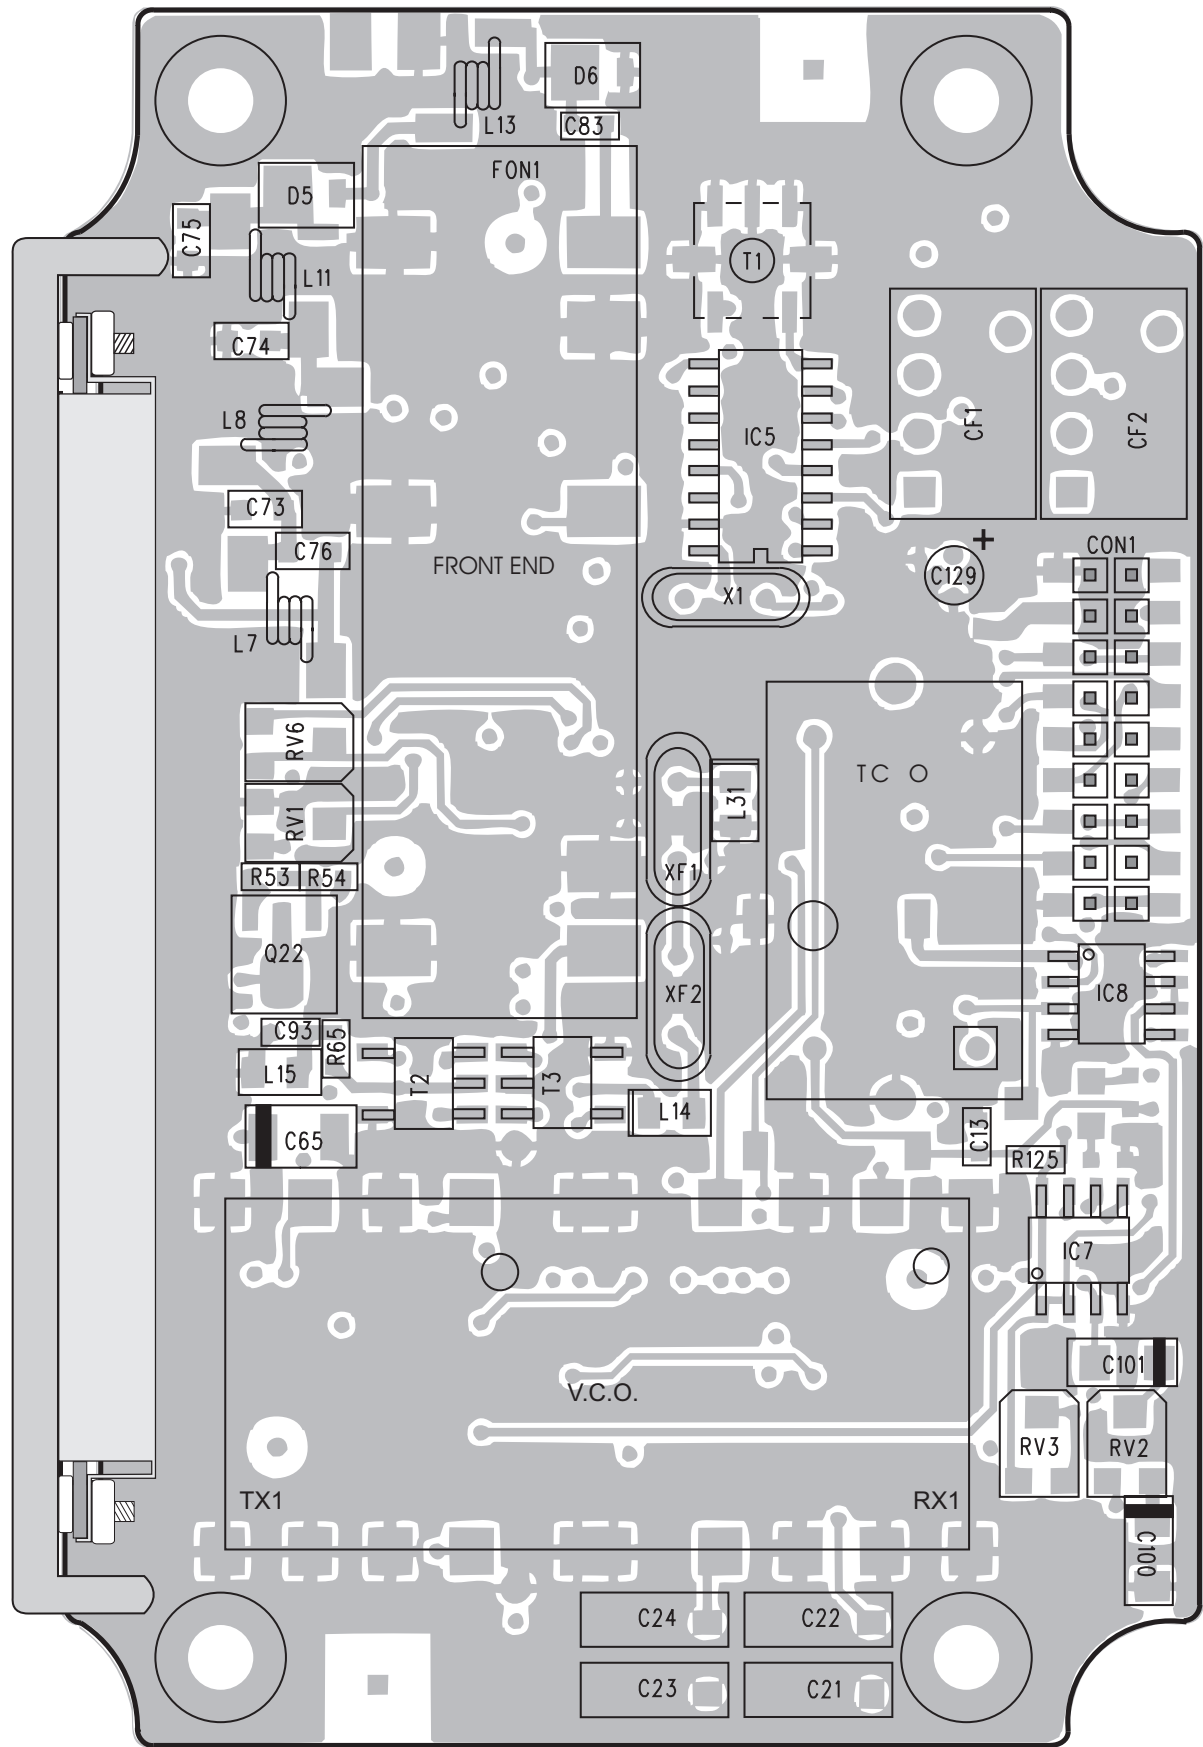 D6
L13
C83
FON1
D5
C75
T1
L11
C74
L8
CF1
CF2
IC5
C73
+
C76
CON1
FRONT END
C129
X1
L7
RV6
TC O
L31
RV1
XF1
R53
R54
Q22
XF2
IC8
C93
R65
L15
T2
T3
L14
C65
C13
R125
IC7
C101
V.C.O.
RV3
RV2
TX1
RX1
C100
C24
C22
C23
C21